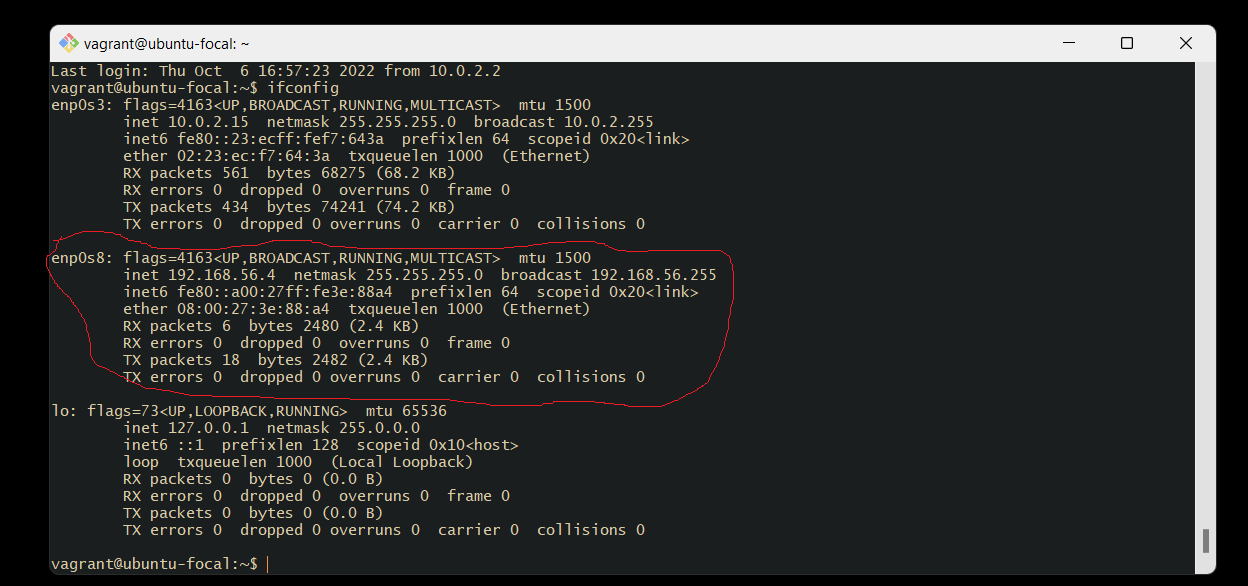 vagrant@ubuntu-focal: ~
Last login: Thu Oct  6 16:57:23 2022 from 10.0.2.2
vagrant@ubuntu-focal:~$ ifconfig
enp0s3: flags=4163<UP,BROADCAST,RUNNING,MULTICAST>  mtu 1500
        inet 10.0.2.15  netmask 255.255.255.0  broadcast 10.0.2.255
        inet6 fe80::23:ecff:fef7:643a  prefixlen 64  scopeid 0x20<link>
        ether 02:23:ec:f7:64:3a  txqueuelen 1000  (Ethernet)
        RX packets 561  bytes 68275 (68.2 KB)
        RX errors 0  dropped 0  overruns 0  frame 0
        TX packets 434  bytes 74241 (74.2 KB)
        TX errors 0  dropped 0 overruns 0  carrier 0  collisions 0

enp0s8: flags=4163<UP,BROADCAST,RUNNING,MULTICAST>  mtu 1500
        inet 192.168.56.4  netmask 255.255.255.0  broadcast 192.168.56.255
        inet6 fe80::a00:27ff:fe3e:88a4  prefixlen 64  scopeid 0x20<link>
        ether 08:00:27:3e:88:a4  txqueuelen 1000  (Ethernet)
        RX packets 6  bytes 2480 (2.4 KB)
        RX errors 0  dropped 0  overruns 0  frame 0
        TX packets 18  bytes 2482 (2.4 KB)
        TX errors 0  dropped 0 overruns 0  carrier 0  collisions 0

lo: flags=73<UP,LOOPBACK,RUNNING>  mtu 65536
        inet 127.0.0.1  netmask 255.0.0.0
        inet6 ::1  prefixlen 128  scopeid 0x10<host>
        loop  txqueuelen 1000  (Local Loopback)
        RX packets 0  bytes 0 (0.0 B)
        RX errors 0  dropped 0  overruns 0  frame 0
        TX packets 0  bytes 0 (0.0 B)
        TX errors 0  dropped 0 overruns 0  carrier 0  collisions 0

vagrant@ubuntu-focal:~$